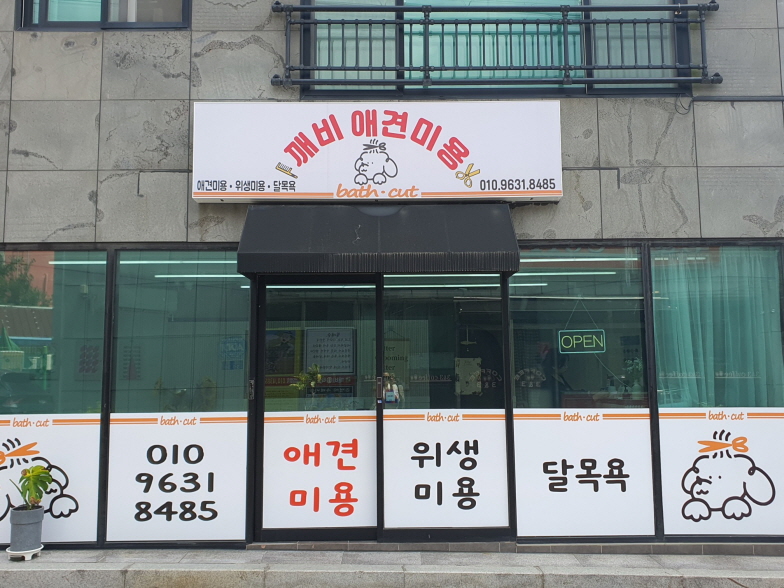 깨비 애견미용
애견미용 · 위생미용 · 달목욕
bath · cut
010.9631.8485
OPEN
bath · cut
bath · cut
bath · cut
bath · cut
bath · cut
bath · cut
010
9631
8485
애견
미용
위생
미용
달목욕